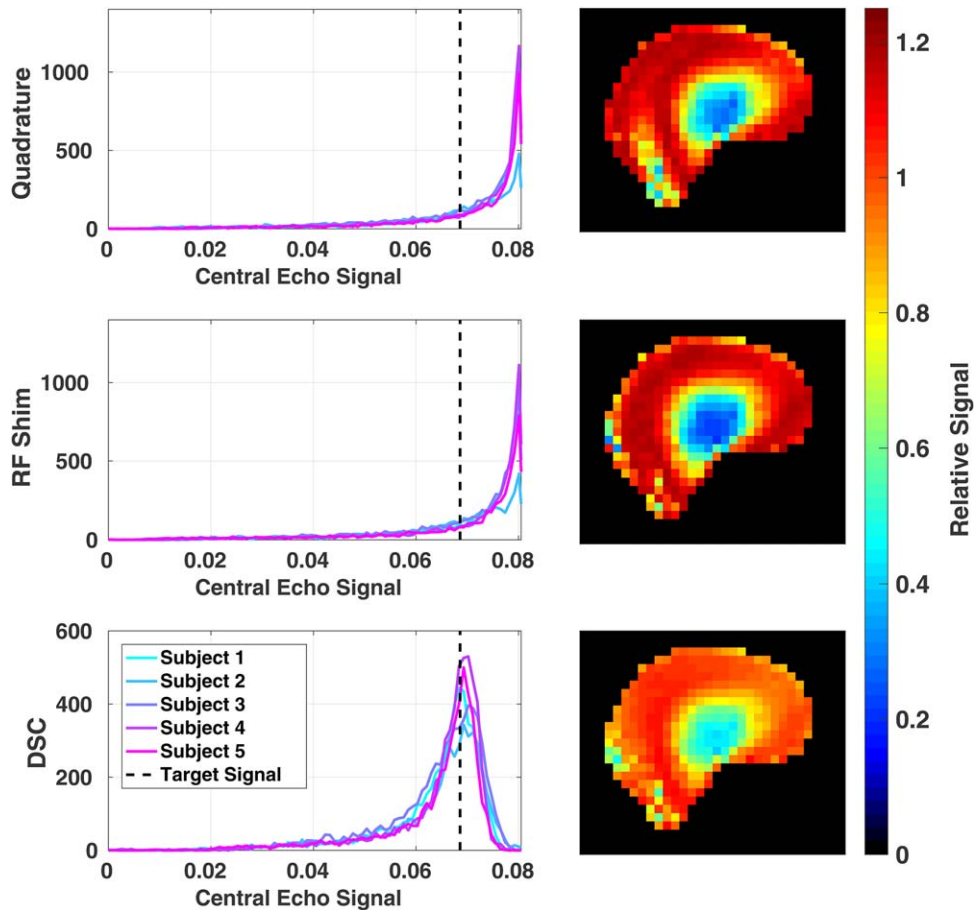 Quadrature
1000
500
0
0
0.02
0.04
0.06
0.08
Central Echo Signal
RF Shim
1000
500
0
0
0.02
0.04
0.06
0.08
Central Echo Signal
DSC
600
400
200
0
Subject 1
Subject 2
Subject 3
Subject 4
Subject 5
Target Signal
0
0.02
0.04
0.06
0.08
Central Echo Signal
1.2
1
0.8
0.6
0.4
0.2
0
Relative Signal